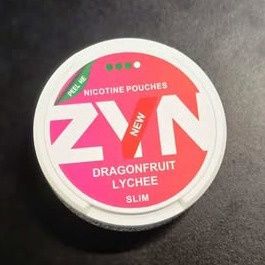 PEEL ME
NICOTINE POUCHES
ZYN
NEW
DRAGONFRUIT
LYCHEE
SLIM